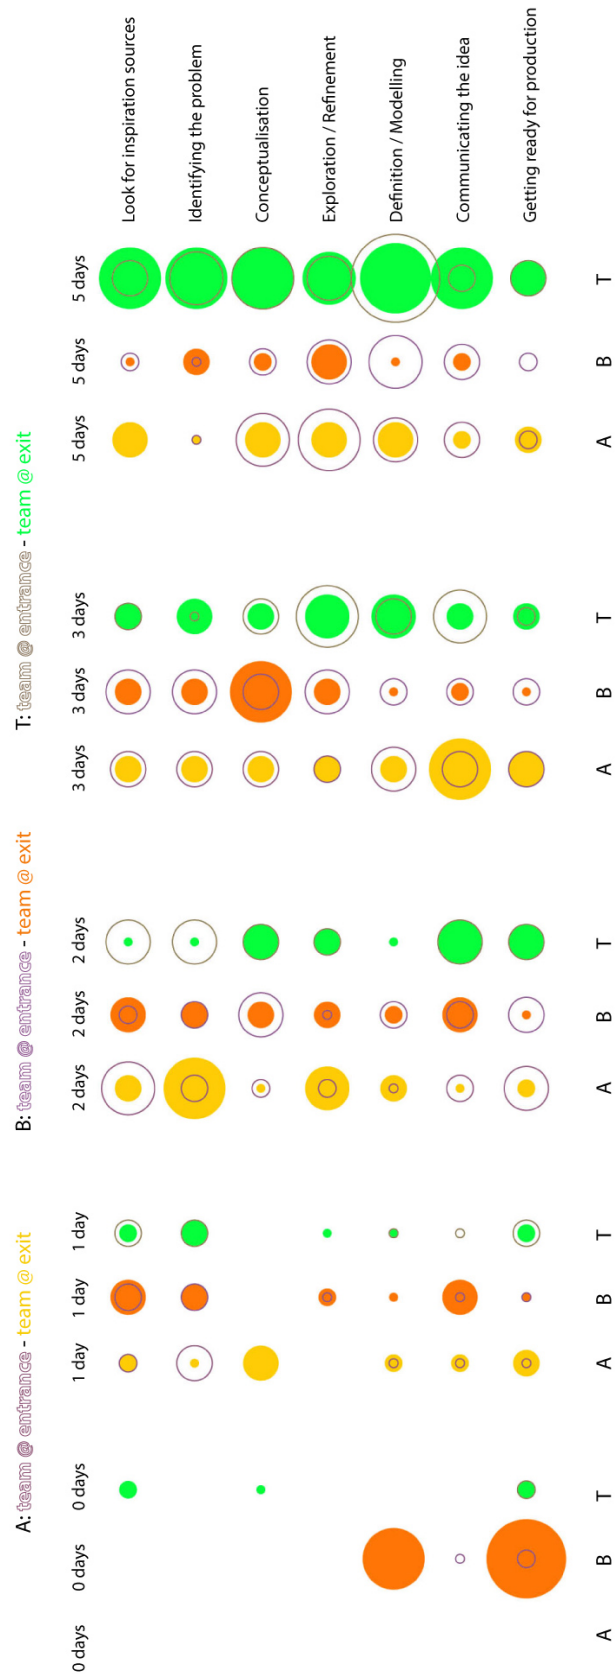 A: team @ entrance - team @ exit
B: team @ entrance - team @ exit
T: team @ entrance - team @ exit
0 days 0 days 0 days 1 day 1 day 1 day 2 days 2 days 2 days 3 days 3 days 3 days 5 days 5 days 5 days
Look for inspiration sources
Identifying the problem
Conceptualisation
Exploration / Refinement
Definition / Modelling
Communicating the idea
Getting ready for production
A B T A B T A B T A B T A B T